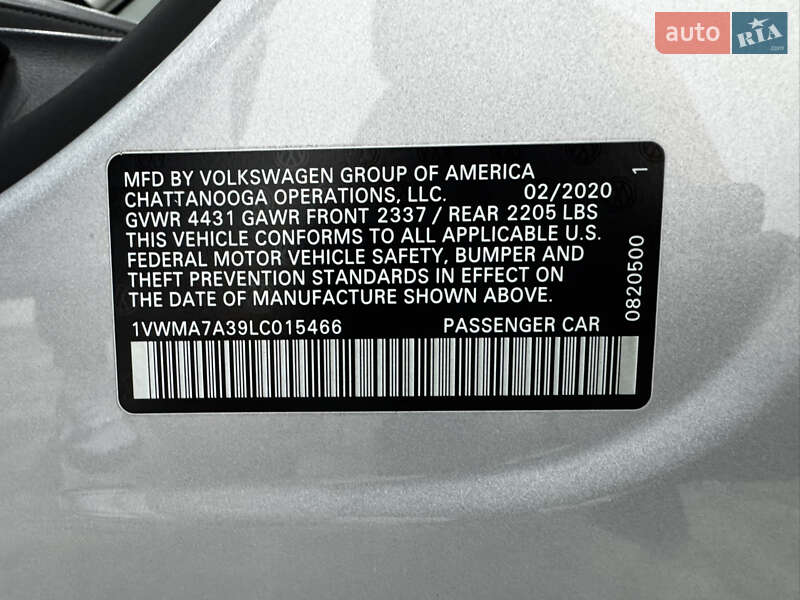 auto RIA.com
MFD BY VOLKSWAGEN GROUP OF AMERICA
CHATTANOOGA OPERATIONS, LLC. 02/2020
GVWR 4431 GAWR FRONT 2337 / REAR 2205 LBS
THIS VEHICLE CONFORMS TO ALL APPLICABLE U.S.
FEDERAL MOTOR VEHICLE SAFETY, BUMPER AND
THEFT PREVENTION STANDARDS IN EFFECT ON
THE DATE OF MANUFACTURE SHOWN ABOVE.
1VWMA7A39LC015466 PASSENGER CAR
0820500 1